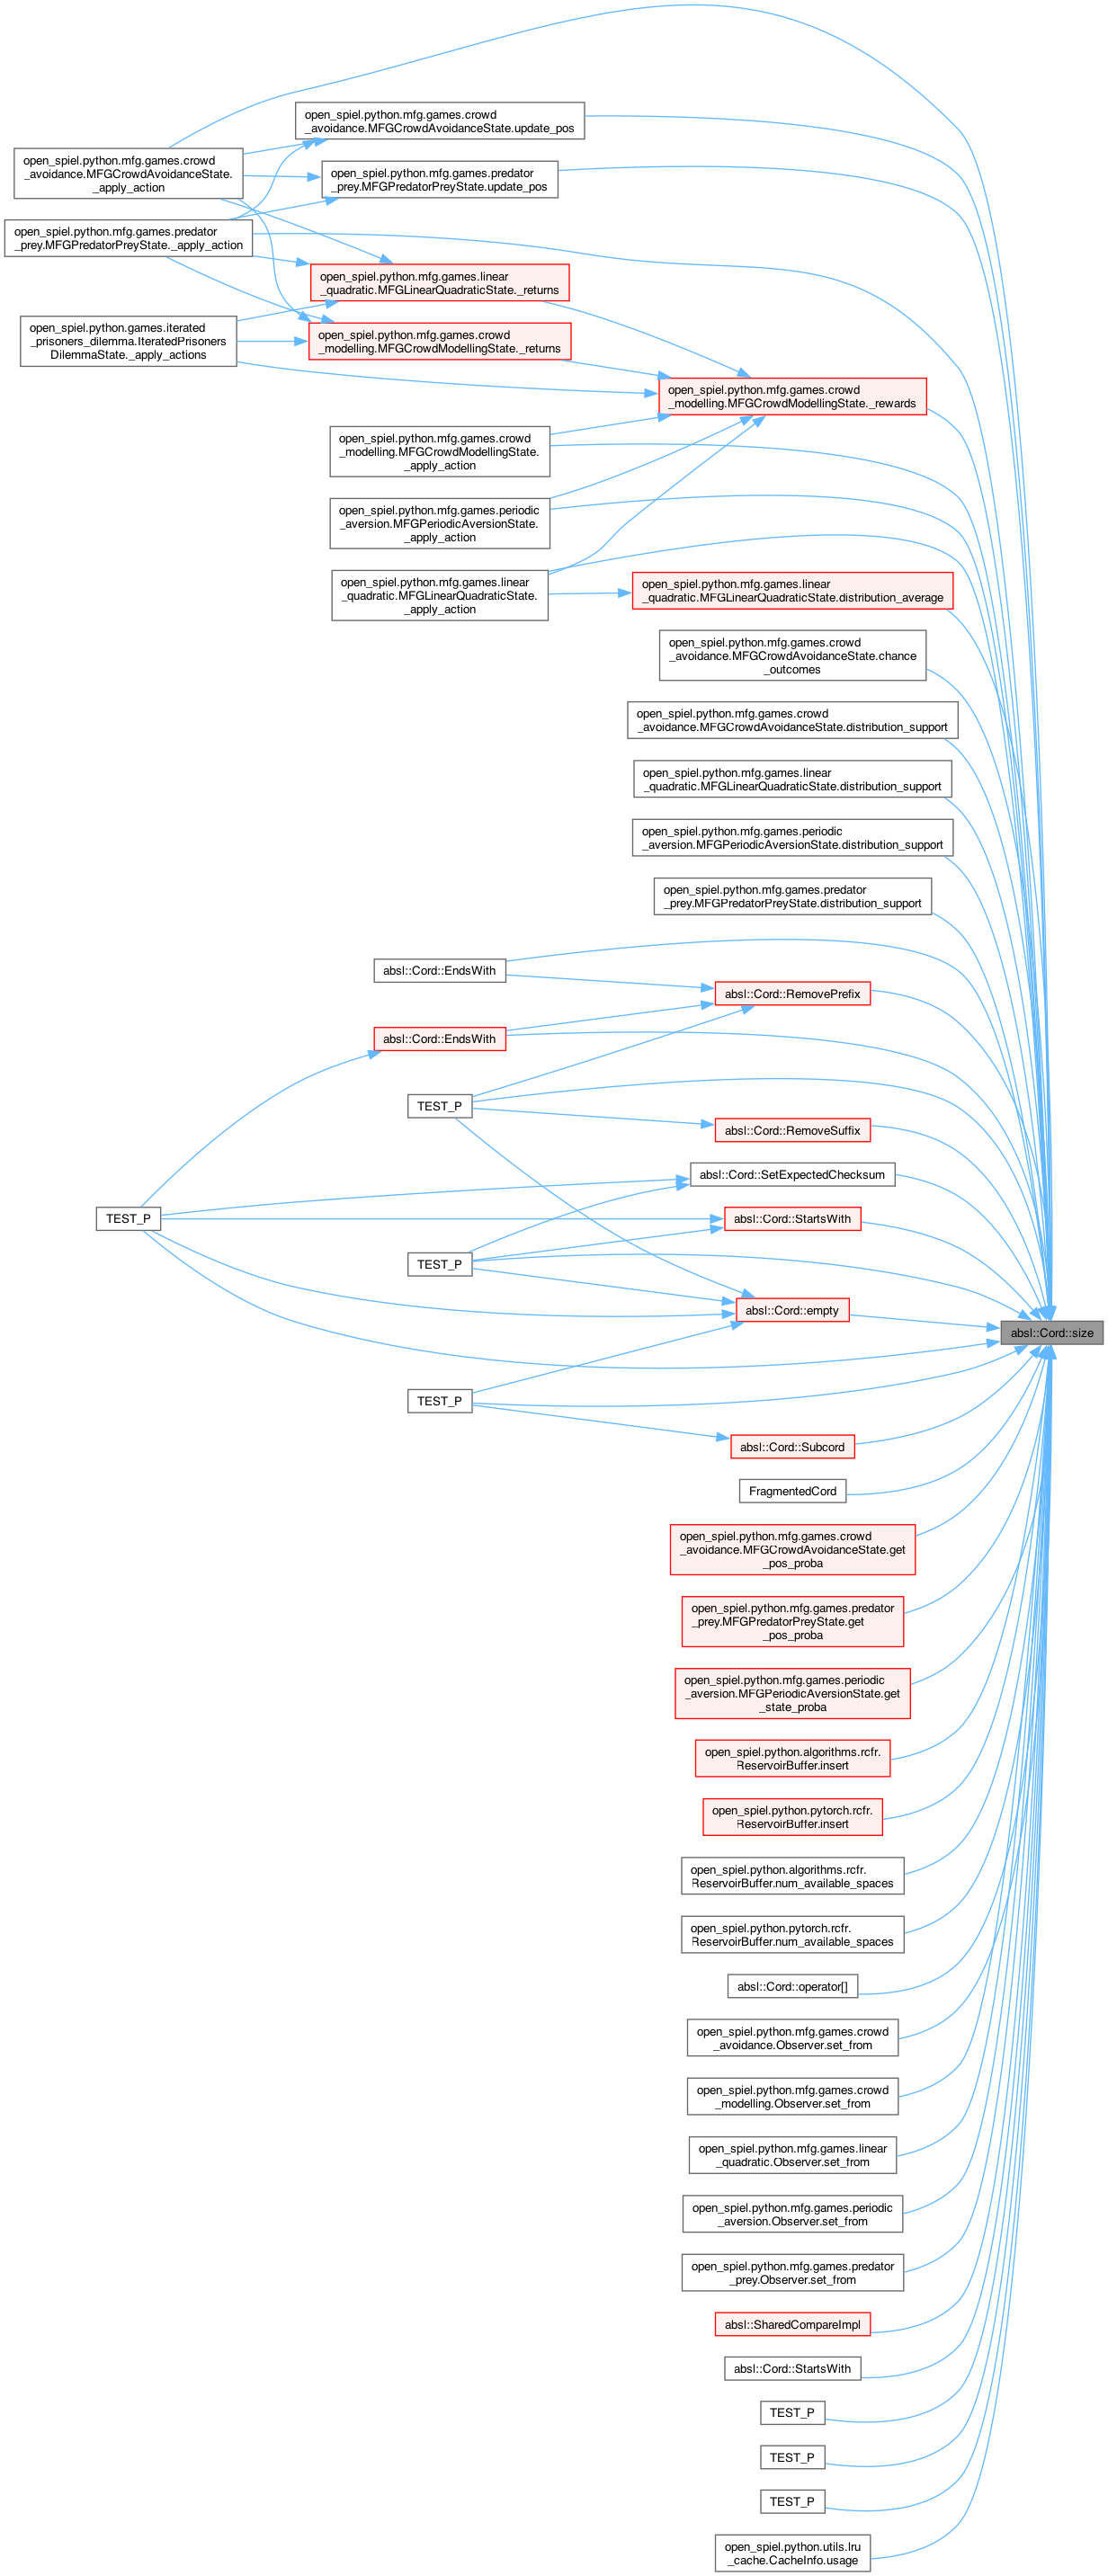 open_spiel.python.mfg.games.crowd
_avoidance.MFGCrowdAvoidanceState.update_pos
open_spiel.python.mfg.games.crowd
_avoidance.MFGCrowdAvoidanceState.
_apply_action
open_spiel.python.mfg.games.predator
_prey.MFGPredatorPreyState.update_pos
open_spiel.python.mfg.games.predator
_prey.MFGPredatorPreyState._apply_action
open_spiel.python.mfg.games.linear
_quadratic.MFGLinearQuadraticState._returns
open_spiel.python.games.iterated
_prisoners_dilemma.IteratedPrisoners
DilemmaState._apply_actions
open_spiel.python.mfg.games.crowd
_modelling.MFGCrowdModellingState._returns
open_spiel.python.mfg.games.crowd
_modelling.MFGCrowdModellingState._rewards
open_spiel.python.mfg.games.crowd
_modelling.MFGCrowdModellingState.
_apply_action
open_spiel.python.mfg.games.periodic
_aversion.MFGPeriodicAversionState.
_apply_action
open_spiel.python.mfg.games.linear
_quadratic.MFGLinearQuadraticState.
_apply_action
open_spiel.python.mfg.games.linear
_quadratic.MFGLinearQuadraticState.distribution_average
open_spiel.python.mfg.games.crowd
_avoidance.MFGCrowdAvoidanceState.chance
_outcomes
open_spiel.python.mfg.games.crowd
_avoidance.MFGCrowdAvoidanceState.distribution_support
open_spiel.python.mfg.games.linear
_quadratic.MFGLinearQuadraticState.distribution_support
open_spiel.python.mfg.games.periodic
_aversion.MFGPeriodicAversionState.distribution_support
open_spiel.python.mfg.games.predator
_prey.MFGPredatorPreyState.distribution_support
absl::Cord::EndsWith
absl::Cord::RemovePrefix
absl::Cord::EndsWith
TEST_P
absl::Cord::RemoveSuffix
absl::Cord::SetExpectedChecksum
TEST_P
absl::Cord::StartsWith
TEST_P
absl::Cord::empty
absl::Cord::size
TEST_P
absl::Cord::Subcord
FragmentedCord
open_spiel.python.mfg.games.crowd
_avoidance.MFGCrowdAvoidanceState.get
_pos_proba
open_spiel.python.mfg.games.predator
_prey.MFGPredatorPreyState.get
_pos_proba
open_spiel.python.mfg.games.periodic
_aversion.MFGPeriodicAversionState.get
_state_proba
open_spiel.python.algorithms.rcfr.
ReservoirBuffer.insert
open_spiel.python.pytorch.rcfr.
ReservoirBuffer.insert
open_spiel.python.algorithms.rcfr.
ReservoirBuffer.num_available_spaces
open_spiel.python.pytorch.rcfr.
ReservoirBuffer.num_available_spaces
absl::Cord::operator[]
open_spiel.python.mfg.games.crowd
_avoidance.Observer.set_from
open_spiel.python.mfg.games.crowd
_modelling.Observer.set_from
open_spiel.python.mfg.games.linear
_quadratic.Observer.set_from
open_spiel.python.mfg.games.periodic
_aversion.Observer.set_from
open_spiel.python.mfg.games.predator
_prey.Observer.set_from
absl::SharedCompareImpl
absl::Cord::StartsWith
TEST_P
TEST_P
TEST_P
open_spiel.python.utils.lru
_cache.CacheInfo.usage